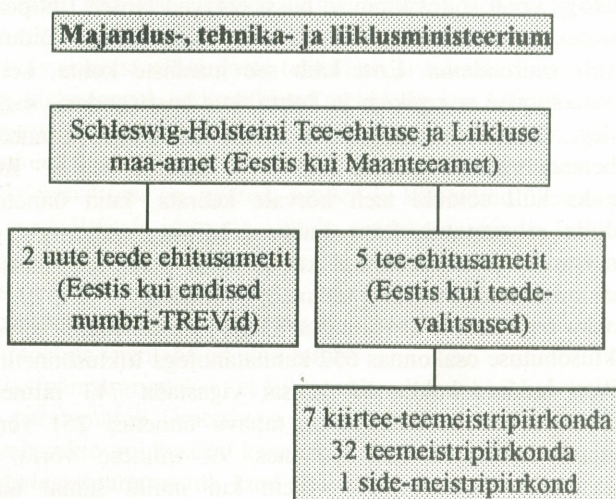 Majandus-, tehnika- ja liiklusministeerium
Schleswig-Holsteini Tee-ehituse ja Liikluse
maa-amet (Eestis kui Maanteeamet)
2 uute teede ehitusametit
(Eestis kui endised
numbri-TREVid)
5 tee-ehitusametit
(Eestis kui teede-
valitsused)
7 kiirtee-teemeistripiirkonda
32 teemeistripiirkonda
1 side-meistripiirkond